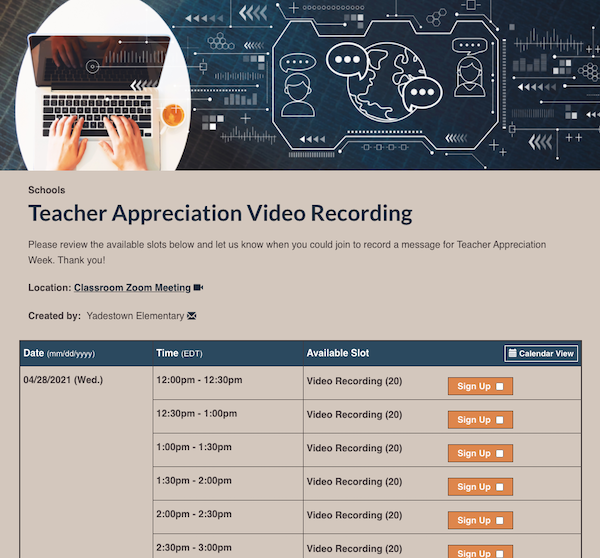 Schools
Teacher Appreciation Video Recording
Please review the available slots below and let us know when you could join to record a message for Teacher Appreciation
Week. Thank you!
Location: Classroom Zoom Meeting
Created by: Yadestown Elementary
Date (mm/dd/yyyy) Time (EDT) Available Slot Calendar View
04/28/2021 (Wed.) 12:00pm - 12:30pm Video Recording (20) Sign Up
12:30pm - 1:00pm Video Recording (20) Sign Up
1:00pm - 1:30pm Video Recording (20) Sign Up
1:30pm - 2:00pm Video Recording (20) Sign Up
2:00pm - 2:30pm Video Recording (20) Sign Up
2:30pm - 3:00pm Video Recording (20) Sign Up